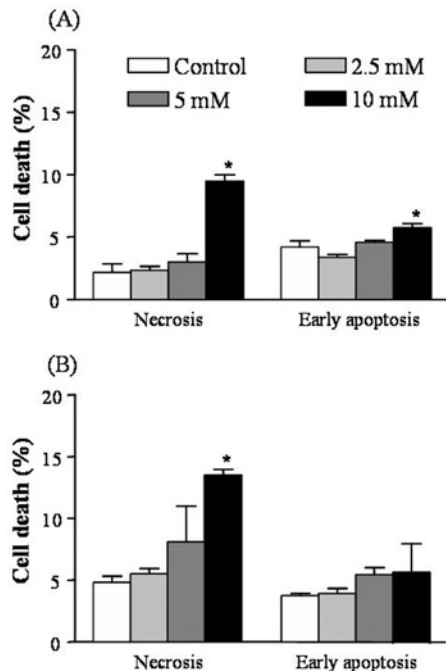 (A)
Control 2.5 mM
5 mM 10 mM
Cell death (%)
20
15
10
5
0
*
*
Necrosis Early apoptosis
(B)
Cell death (%)
20
15
10
5
0
*
Necrosis Early apoptosis